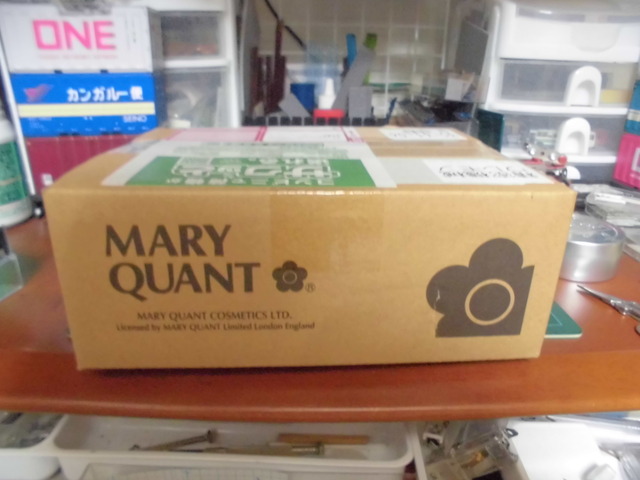 ONE
カンガルー便
SEINO
MARY
QUANT
®
MARY QUANT COSMETICS LTD.
Licensed by MARY QUANT Limited London England